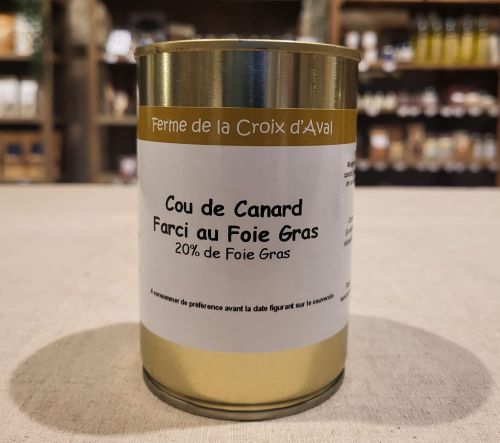 Ferme de la Croix d'Aval
Cou de Canard
Farci au Foie Gras
20% de Foie Gras
A consommer de préférence avant la date figurant sur le couvercle